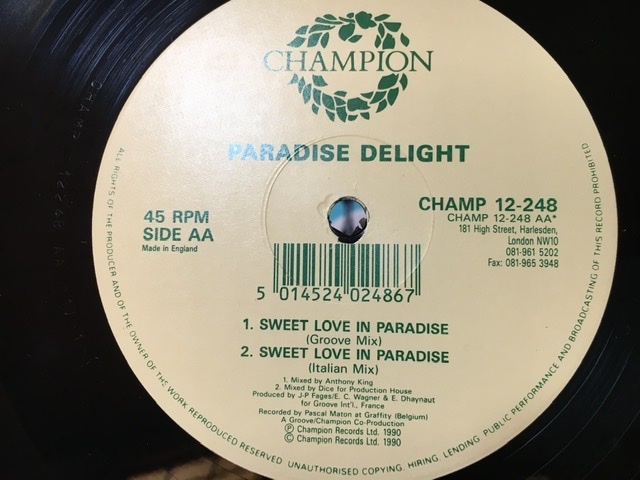 CHAMPION
PARADISE DELIGHT
45 RPM
SIDE AA
Made in England
CHAMP 12-248
CHAMP 12-248 AA*
181 High Street, Harlesden,
London NW10
081-961 5202
Fax: 081-965 3948
5 014524 024867
1. SWEET LOVE IN PARADISE
(Groove Mix)
2. SWEET LOVE IN PARADISE
(Italian Mix)
1. Mixed by Anthony King
2. Mixed by Dice for Production House
Produced by J-P Fages/E. C. Wagner & E. Dhaynaut
for Groove Int'l., France
Recorded by Pascal Maton at Graffity (Belgium)
A Groove/Champion Co-Production
Ⓟ Champion Records Ltd. 1990
© Champion Records Ltd. 1990
ALL RIGHTS OF THE PRODUCER AND OF THE OWNER OF THE WORK REPRODUCED RESERVED. UNAUTHORISED COPYING, HIRING, LENDING, PUBLIC PERFORMANCE AND BROADCASTING OF THIS RECORD PROHIBITED
CHAMP